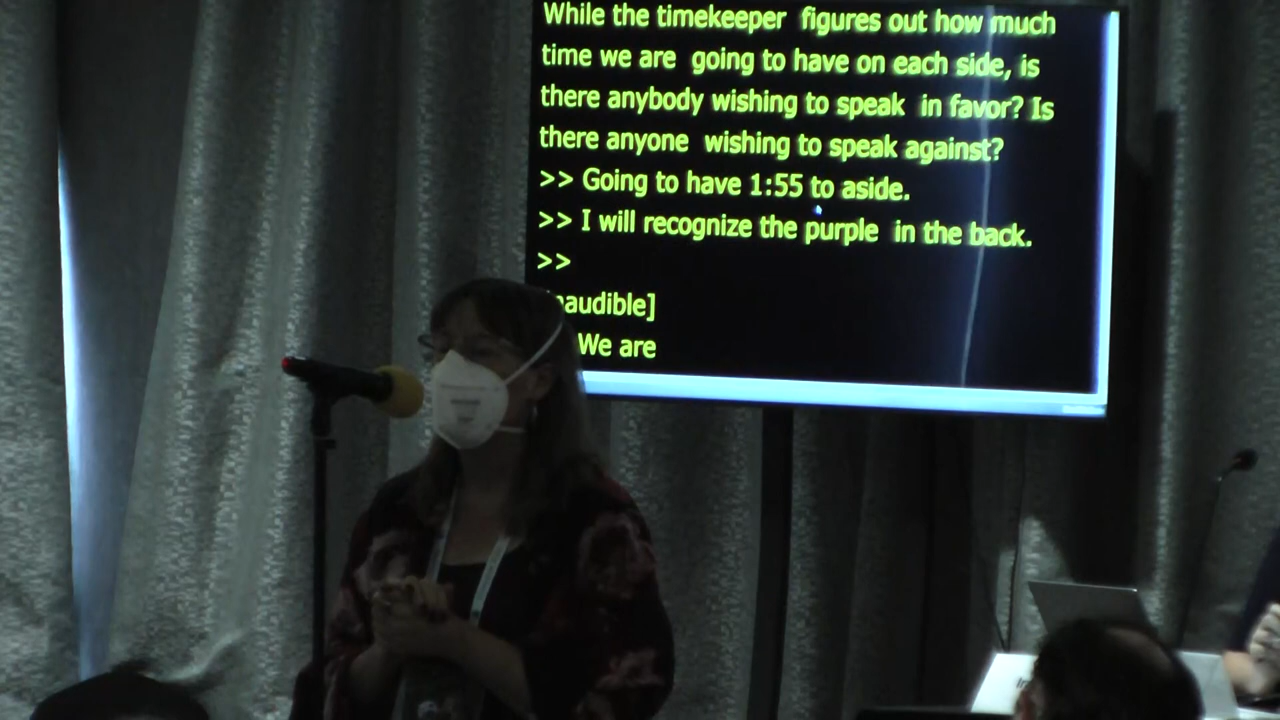 While the timekeeper figures out how much
time we are going to have on each side, is
there anybody wishing to speak in favor? Is
there anyone wishing to speak against?
>> Going to have 1:55 to aside.
>> I will recognize the purple in the back.
>>
audible]
We are